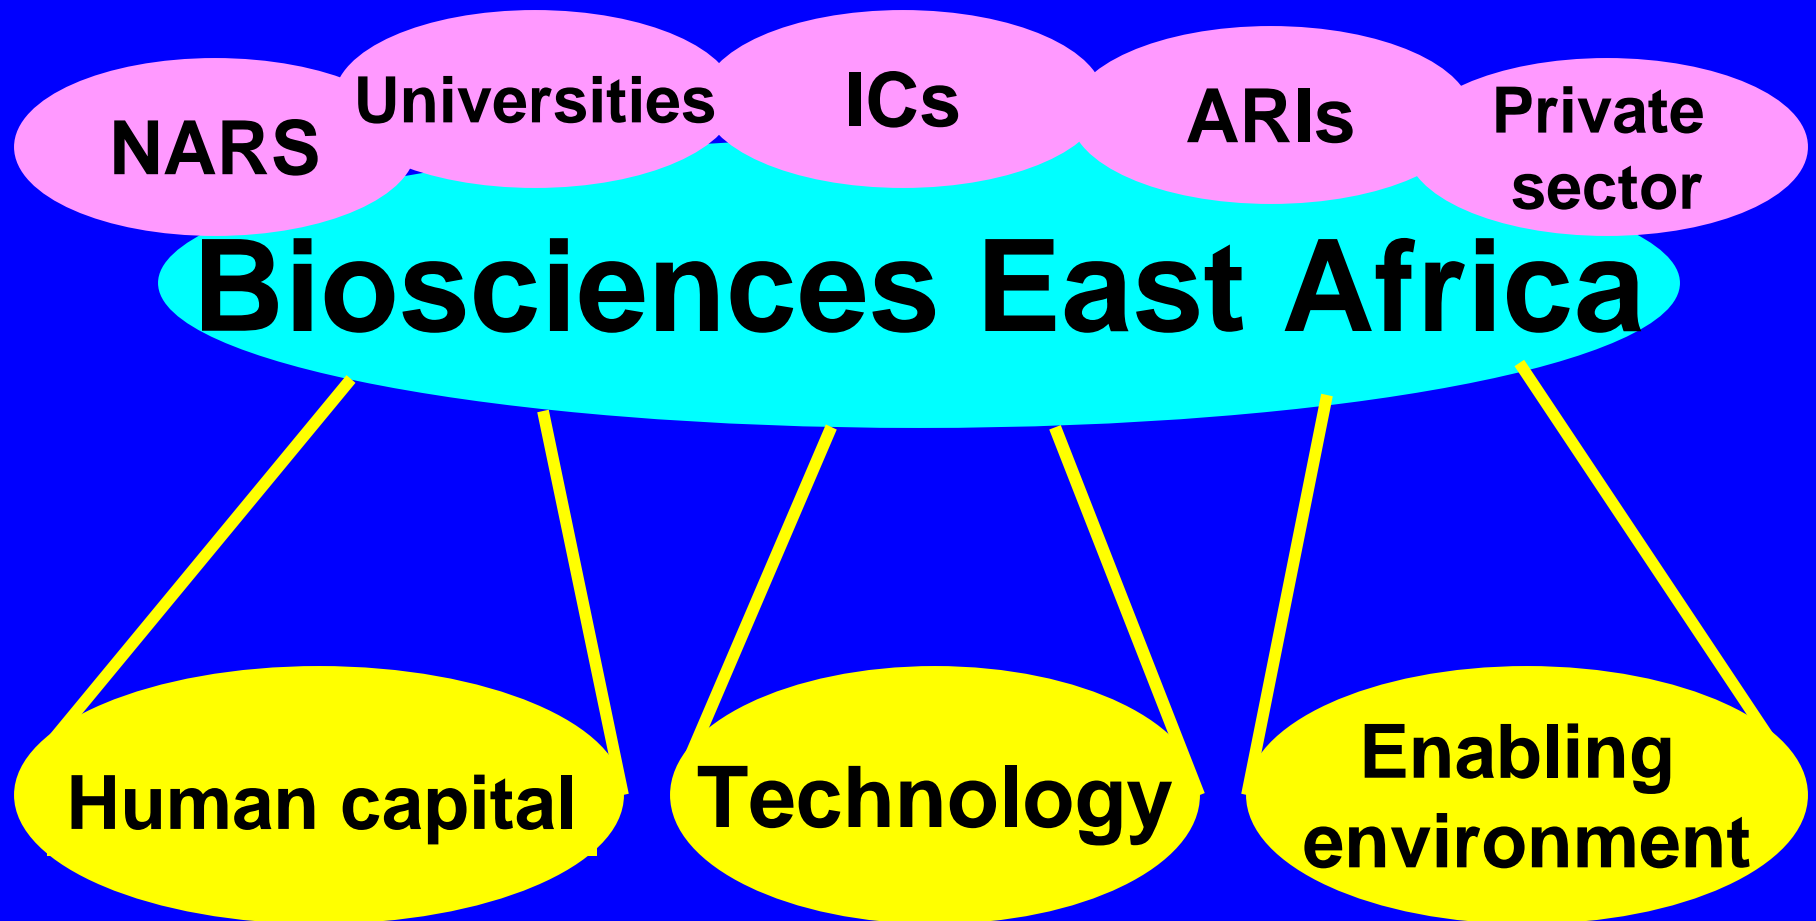 NARS
Universities
ICs
ARIs
Private
sector
Biosciences East Africa
Human capital
Technology
Enabling
environment